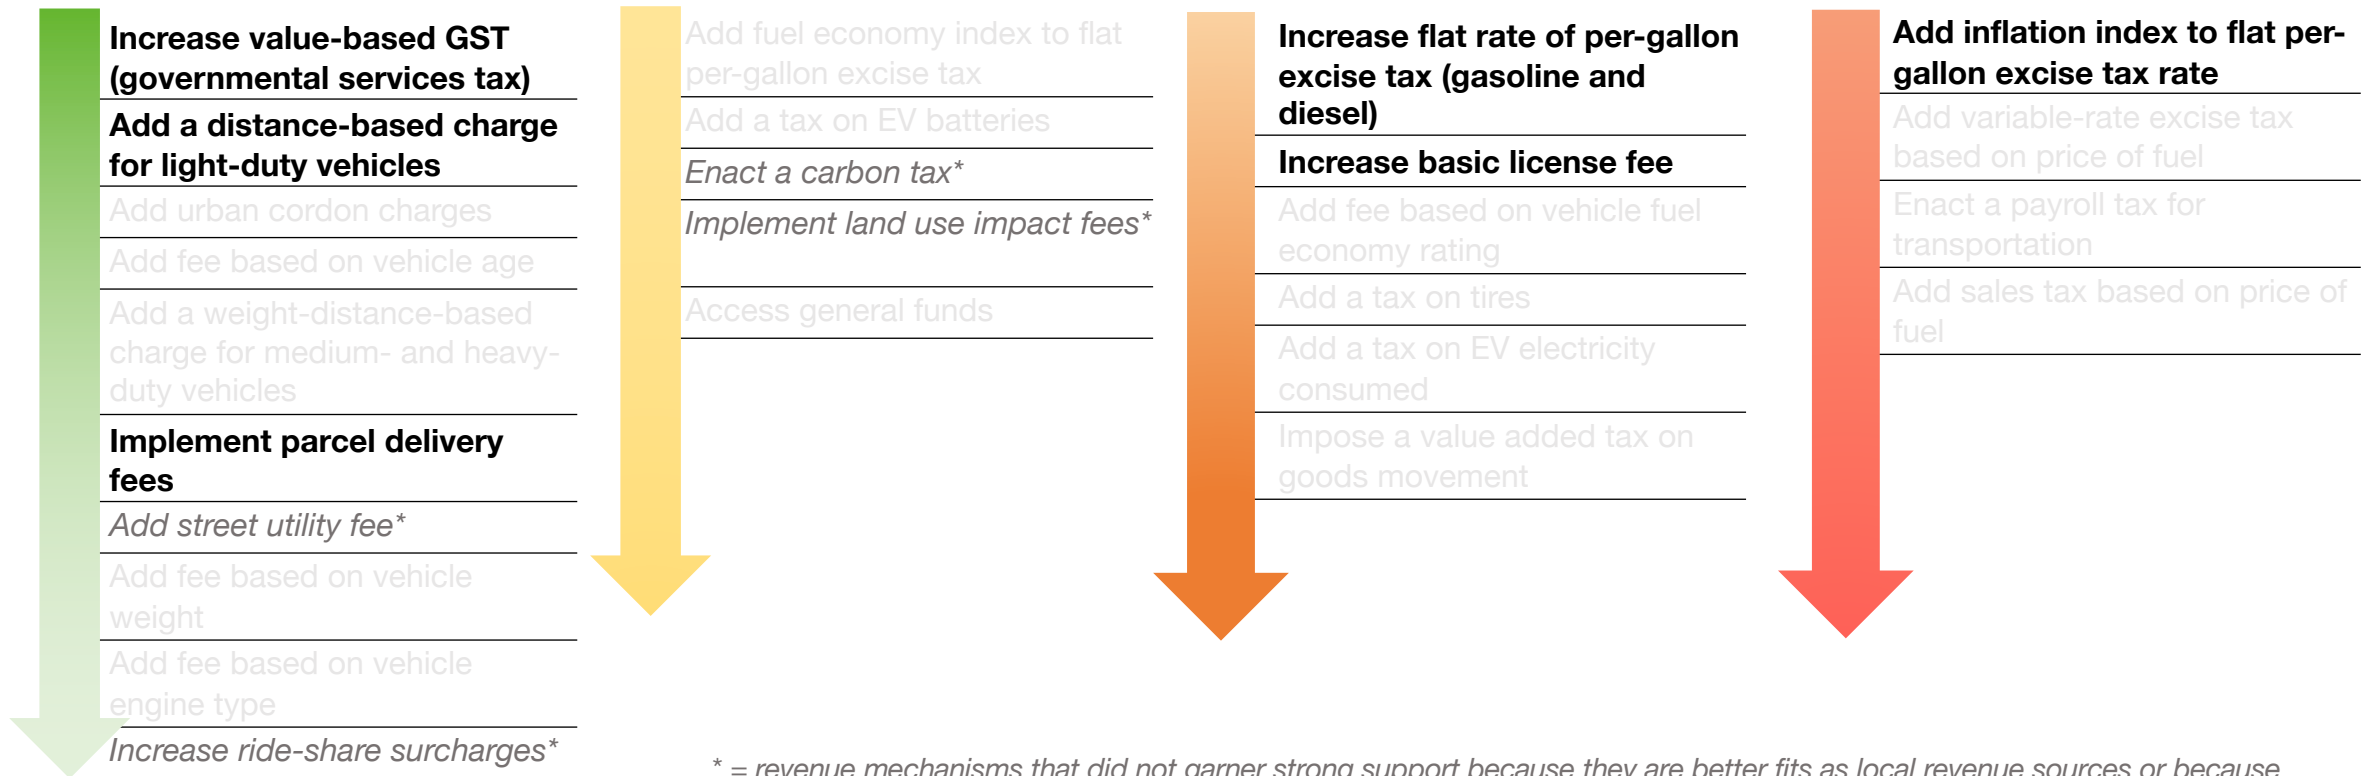 Increase value-based GST
(governmental services tax)
Add a distance-based charge
for light-duty vehicles
Add urban cordon charges
Add fee based on vehicle age
Add a weight-distance-based
charge for medium- and heavy-
duty vehicles
Implement parcel delivery
fees
Add street utility fee*
Add fee based on vehicle
weight
Add fee based on vehicle
engine type
Increase ride-share surcharges*
Add fuel economy index to flat
per-gallon excise tax
Add a tax on EV batteries
Enact a carbon tax*
Implement land use impact fees*
Access general funds
Increase flat rate of per-gallon
excise tax (gasoline and
diesel)
Increase basic license fee
Add fee based on vehicle fuel
economy rating
Add a tax on tires
Add a tax on EV electricity
consumed
Impose a value added tax on
goods movement
Add inflation index to flat per-
gallon excise tax rate
Add variable-rate excise tax
based on price of fuel
Enact a payroll tax for
transportation
Add sales tax based on price of
fuel
* = revenue mechanisms that did not garner strong support because they are better fits as local revenue sources or because